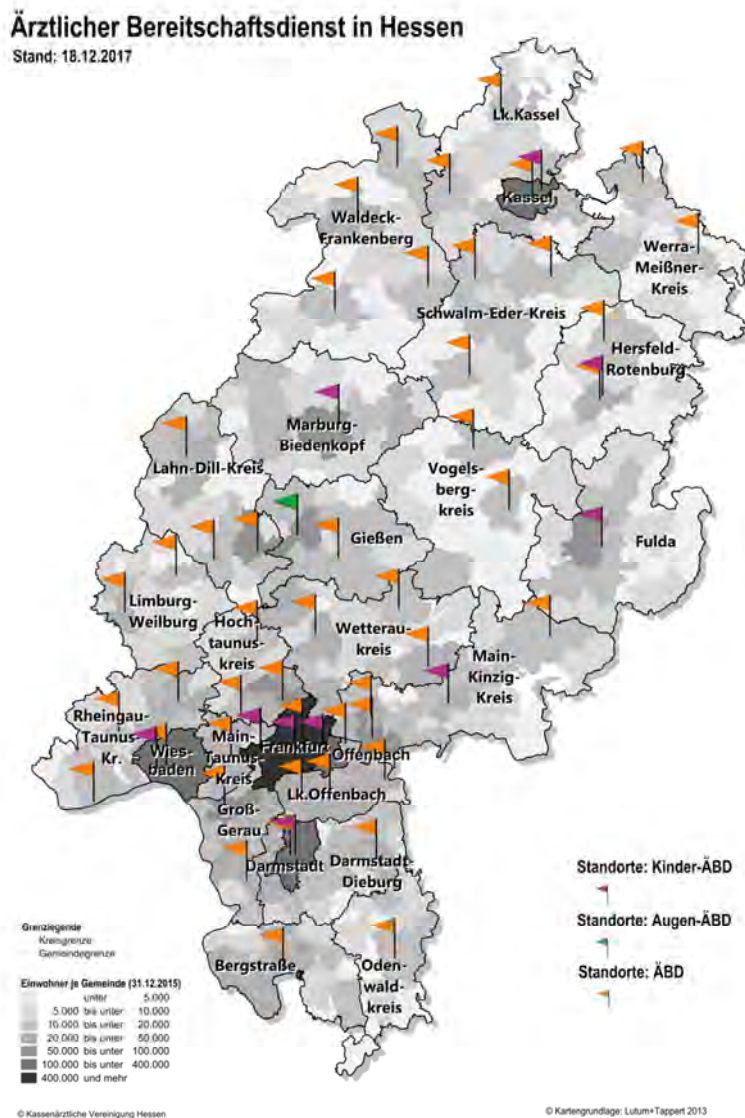 Ärztlicher Bereitschaftsdienst in Hessen
Stand: 18.12.2017
Lk.Kassel
Kassel
Waldeck-
Frankenberg
Werra-
Meißner-
Kreis
Schwalm-Eder-Kreis
Hersfeld-
Rotenburg
Marburg-
Biedenkopf
Lahn-Dill-Kreis
Vogels-
berg-
kreis
Gießen
Fulda
Limburg-
Weilburg
Hoch-
taunus-
kreis
Wetterau-
kreis
Main-
Kinzig-
Kreis
Rheingau-
Taunus-
Kr.
Wies-
baden
Main-
Taunus-
Kreis
Frankfur
Offenbach
Lk.Offenbach
Groß-
Gerau
Darmstadt
Darmstadt-
Dieburg
Bergstraße
Oden-
wald-
kreis
Standorte: Kinder-ÄBD
Standorte: Augen-ÄBD
Standorte: ÄBD
Grenzlegende
Kreisgrenze
Gemeindegrenze
Einwohner je Gemeinde (31.12.2015)
unter 5.000
5.000 bis unter 10.000
10.000 bis unter 20.000
20.000 bis unter 50.000
50.000 bis unter 100.000
100.000 bis unter 400.000
400.000 und mehr
© Kassenärztliche Vereinigung Hessen
© Kartengrundlage: Lutum+Tappert 2013